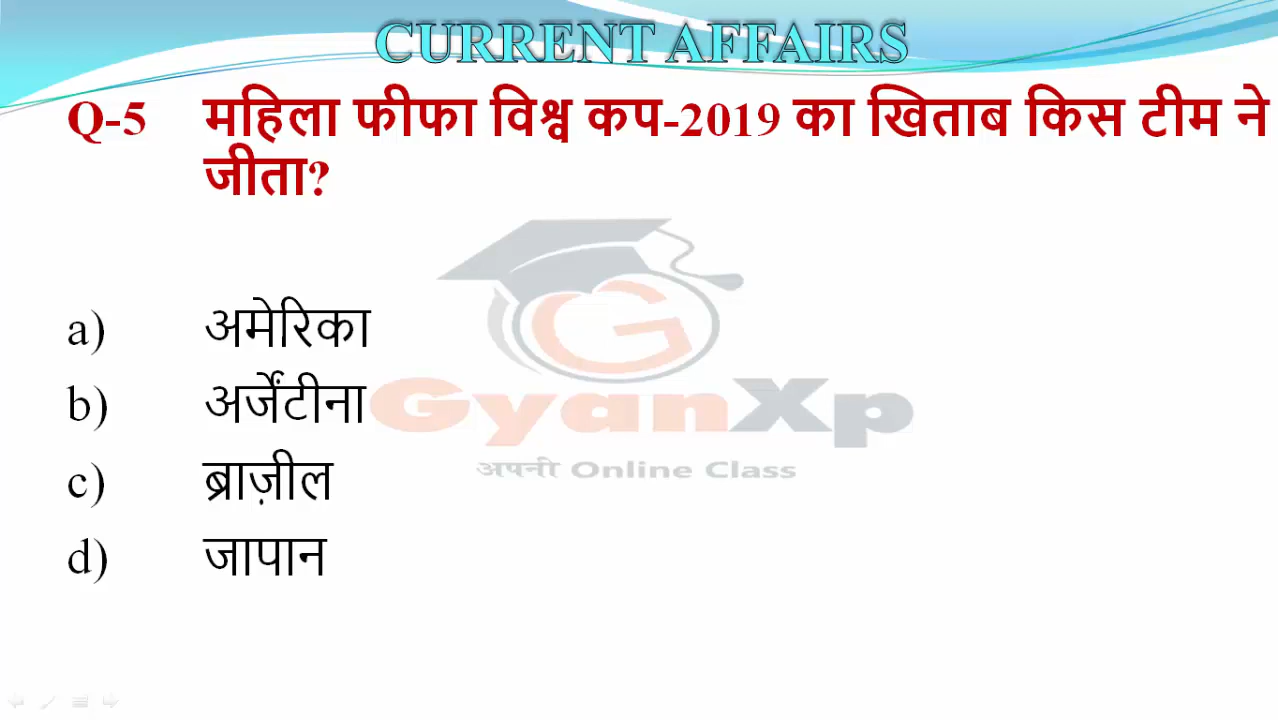 CURRENT AFFAIRS
Q-5 महिला फीफा विश्व कप-2019 का खिताब किस टीम ने
जीता?
a) अमेरिका
b) अर्जेंटीना
c) ब्राज़ील
d) जापान
G
GyanXp
अपनी Online Class